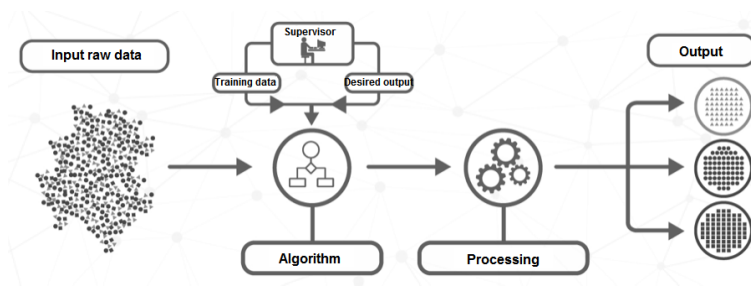 Input raw data
Supervisor
Training data
Desired output
Output
Algorithm
Processing